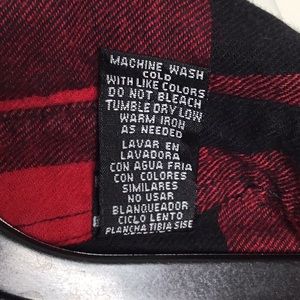 MACHINE WASH
COLD
WITH LIKE COLORS
DO NOT BLEACH
TUMBLE DRY LOW
WARM IRON
AS NEEDED
LAVAR EN
LAVADORA
CON AGUA FRIA
CON COLORES
SIMILARES
NO USAR
BLANQUEADOR
CICLO LENTO
PLANCHA TIBIA SISE